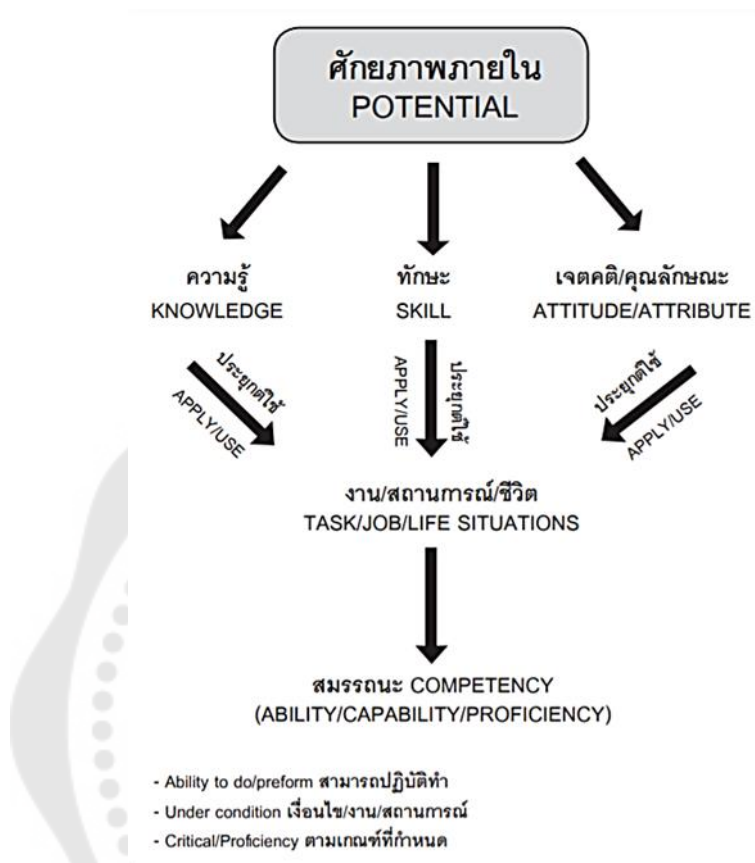 ศักยภาพภายใน
POTENTIAL
ความรู้
KNOWLEDGE
ทักษะ
SKILL
เจตคติ/คุณลักษณะ
ATTITUDE/ATTRIBUTE
ประยุกต์ใช้
APPLY/USE
ประยุกต์ใช้
APPLY/USE
ประยุกต์ใช้
APPLY/USE
งาน/สถานการณ์/ชีวิต
TASK/JOB/LIFE SITUATIONS
สมรรถนะ COMPETENCY
(ABILITY/CAPABILITY/PROFICIENCY)
- Ability to do/preform สามารถปฏิบัติทำ
- Under condition เงื่อนไข/งาน/สถานการณ์
- Critical/Proficiency ตามเกณฑ์ที่กำหนด